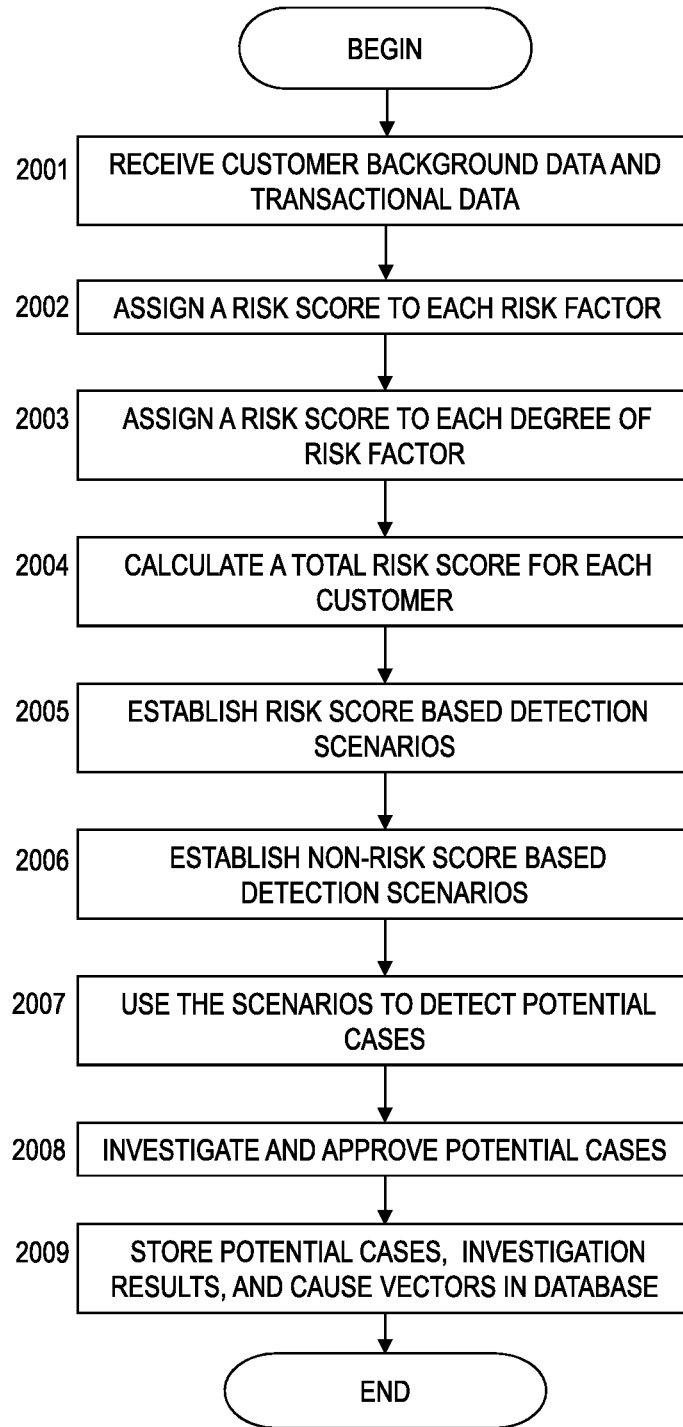 BEGIN
2001
RECEIVE CUSTOMER BACKGROUND DATA AND
TRANSACTIONAL DATA
2002
ASSIGN A RISK SCORE TO EACH RISK FACTOR
2003
ASSIGN A RISK SCORE TO EACH DEGREE OF
RISK FACTOR
2004
CALCULATE A TOTAL RISK SCORE FOR EACH
CUSTOMER
2005
ESTABLISH RISK SCORE BASED DETECTION
SCENARIOS
2006
ESTABLISH NON-RISK SCORE BASED
DETECTION SCENARIOS
2007
USE THE SCENARIOS TO DETECT POTENTIAL
CASES
2008
INVESTIGATE AND APPROVE POTENTIAL CASES
2009
STORE POTENTIAL CASES, INVESTIGATION
RESULTS, AND CAUSE VECTORS IN DATABASE
END